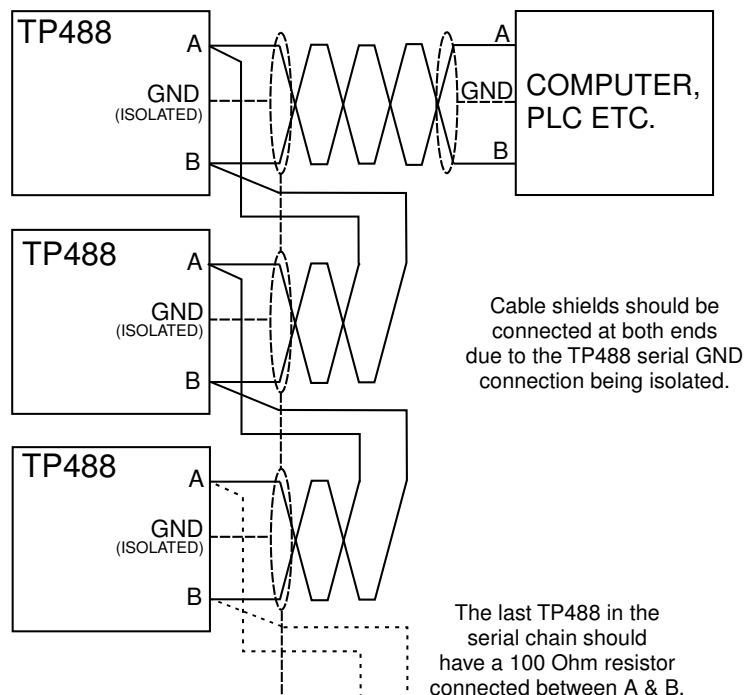 TP488
A
GND
(ISOLATED)
B
A
GND
B
COMPUTER,
PLC ETC.
TP488
A
GND
(ISOLATED)
B
Cable shields should be
connected at both ends
due to the TP488 serial GND
connection being isolated.
TP488
A
GND
(ISOLATED)
B
The last TP488 in the
serial chain should
have a 100 Ohm resistor
connected between A & B.